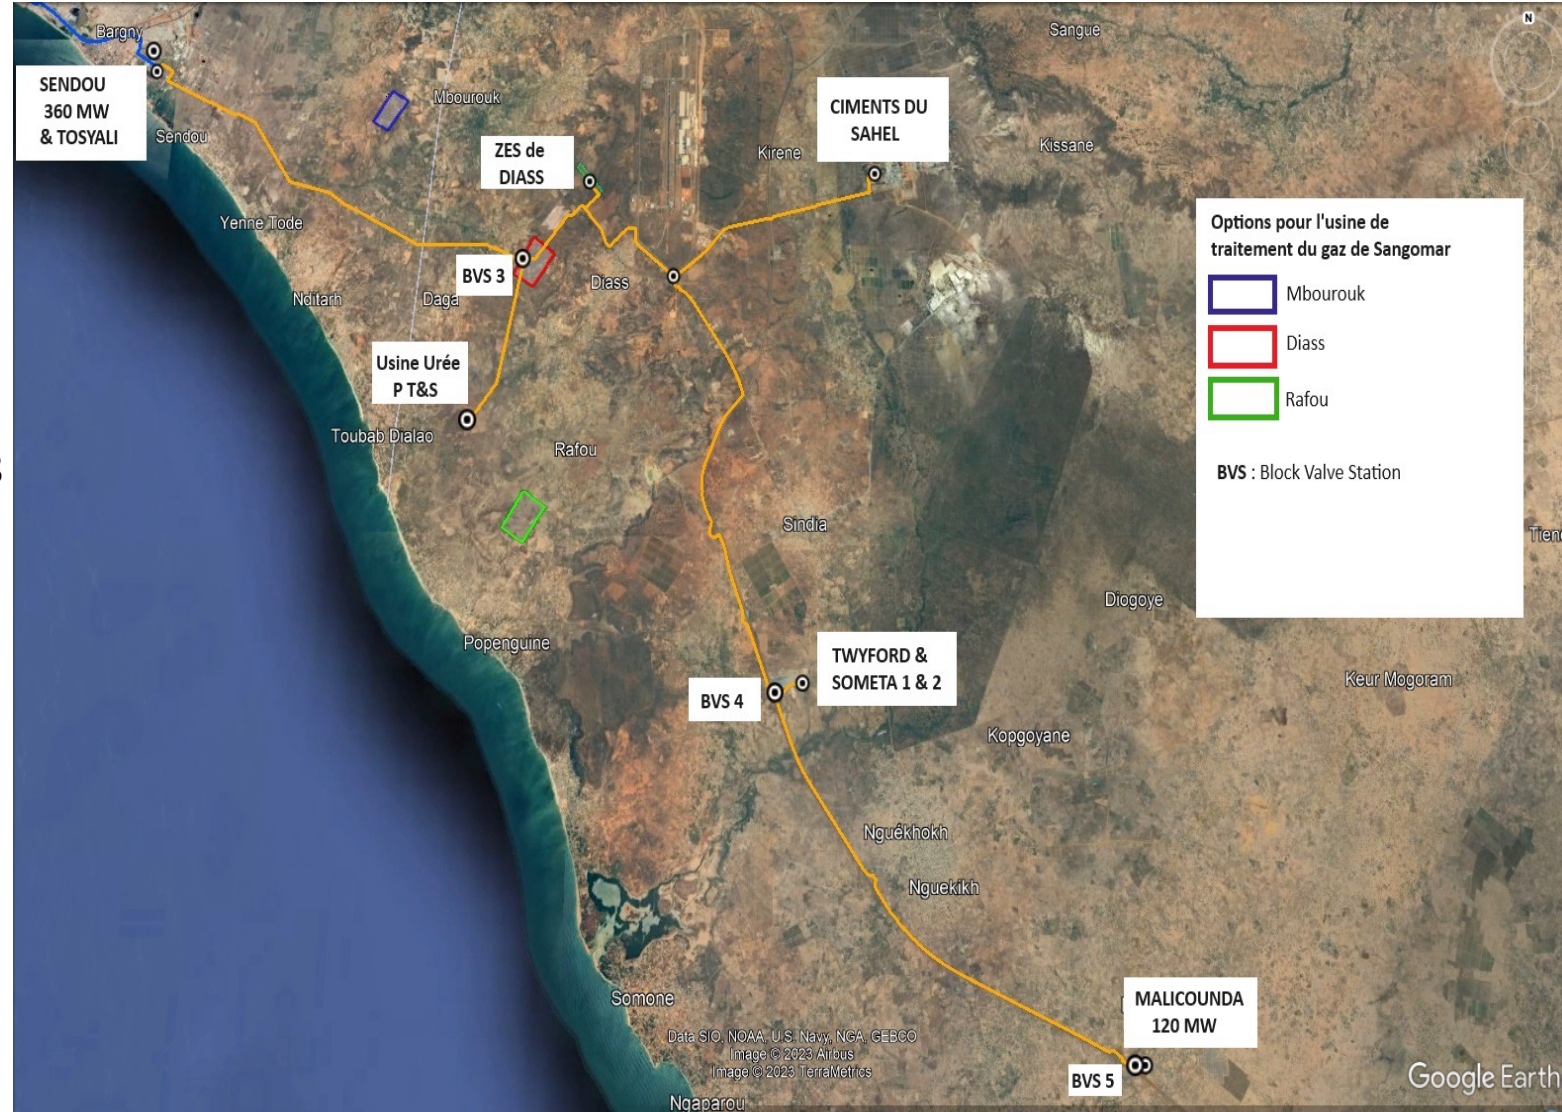 Bargny
Sangue
N
SENDOU
360 MW
& TOSYALI
Mbourouk
CIMENTS DU
SAHEL
Sendou
ZES de
DIASS
Kirene
Kissane
Yenne Tode
Options pour l'usine de
traitement du gaz de Sangomar
Mbourouk
Diass
Rafou
BVS : Block Valve Station
BVS 3
Diass
Nditarh
Daga
Usine Urée
P T&S
Toubab Dialao
Rafou
Sindia
Diogoye
Popenguine
TWYFORD &
SOMETA 1 & 2
Keur Mogoram
BVS 4
Kopgoyane
Nguékhokh
Nguekikh
Somone
MALICOUNDA
120 MW
Data SIO, NOAA, U.S. Navy, NGA, GEBCO
Image © 2023 Airbus
Image © 2023 TerraMetrics
BVS 5
Google Earth
Ngaparou